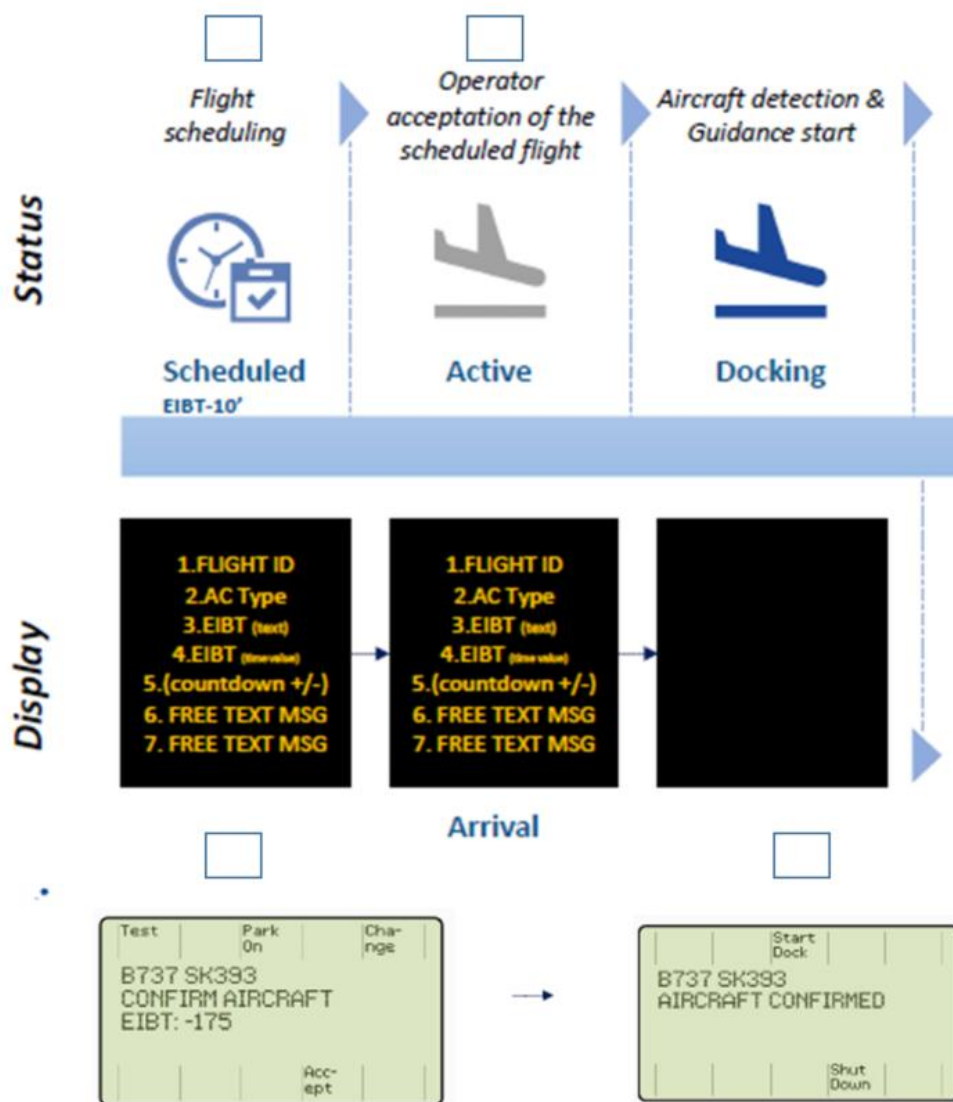 Flight
scheduling
Operator
acceptation of the
scheduled flight
Aircraft detection &
Guidance start
Status
Scheduled
EIBT-10'
Active
Docking
Display
1.FLIGHT ID
2.AC Type
3.EIBT (text)
4.EIBT (time value)
5.(countdown +/-)
6. FREE TEXT MSG
7. FREE TEXT MSG
1.FLIGHT ID
2.AC Type
3.EIBT (text)
4.EIBT (time value)
5.(countdown +/-)
6. FREE TEXT MSG
7. FREE TEXT MSG
Arrival
Test
Park
On
Cha-
nge
B737 SK393
CONFIRM AIRCRAFT
EIBT: -175
Acc-
ept
Start
Dock
B737 SK393
AIRCRAFT CONFIRMED
Shut
Down